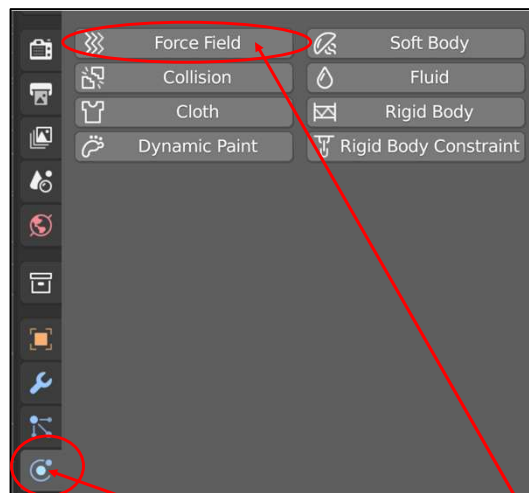 Force Field Soft Body
Collision Fluid
Cloth Rigid Body
Dynamic Paint Rigid Body Constraint